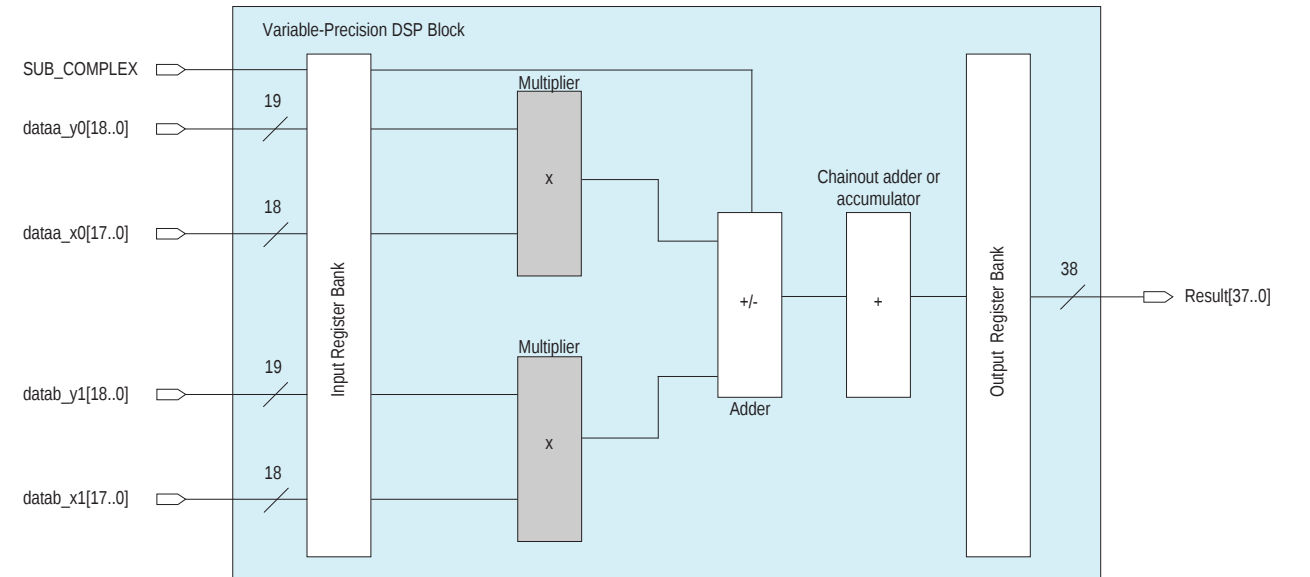 Variable-Precision DSP Block
SUB_COMPLEX
Multiplier
19
dataa_y0[18..0]
x
Chainout adder or
accumulator
18
dataa_x0[17..0]
Input Register Bank
+/-
+
Output Register Bank
38
Result[37..0]
Multiplier
19
datab_y1[18..0]
Adder
x
18
datab_x1[17..0]